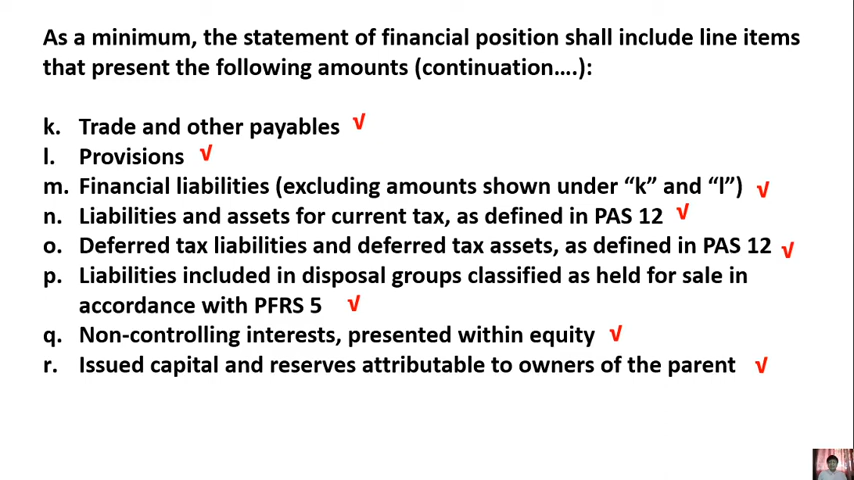 As a minimum, the statement of financial position shall include line items
that present the following amounts (continuation….):
k. Trade and other payables √
l. Provisions √
m. Financial liabilities (excluding amounts shown under “k” and “l”) √
n. Liabilities and assets for current tax, as defined in PAS 12 √
o. Deferred tax liabilities and deferred tax assets, as defined in PAS 12 √
p. Liabilities included in disposal groups classified as held for sale in
accordance with PFRS 5 √
q. Non-controlling interests, presented within equity √
r. Issued capital and reserves attributable to owners of the parent √